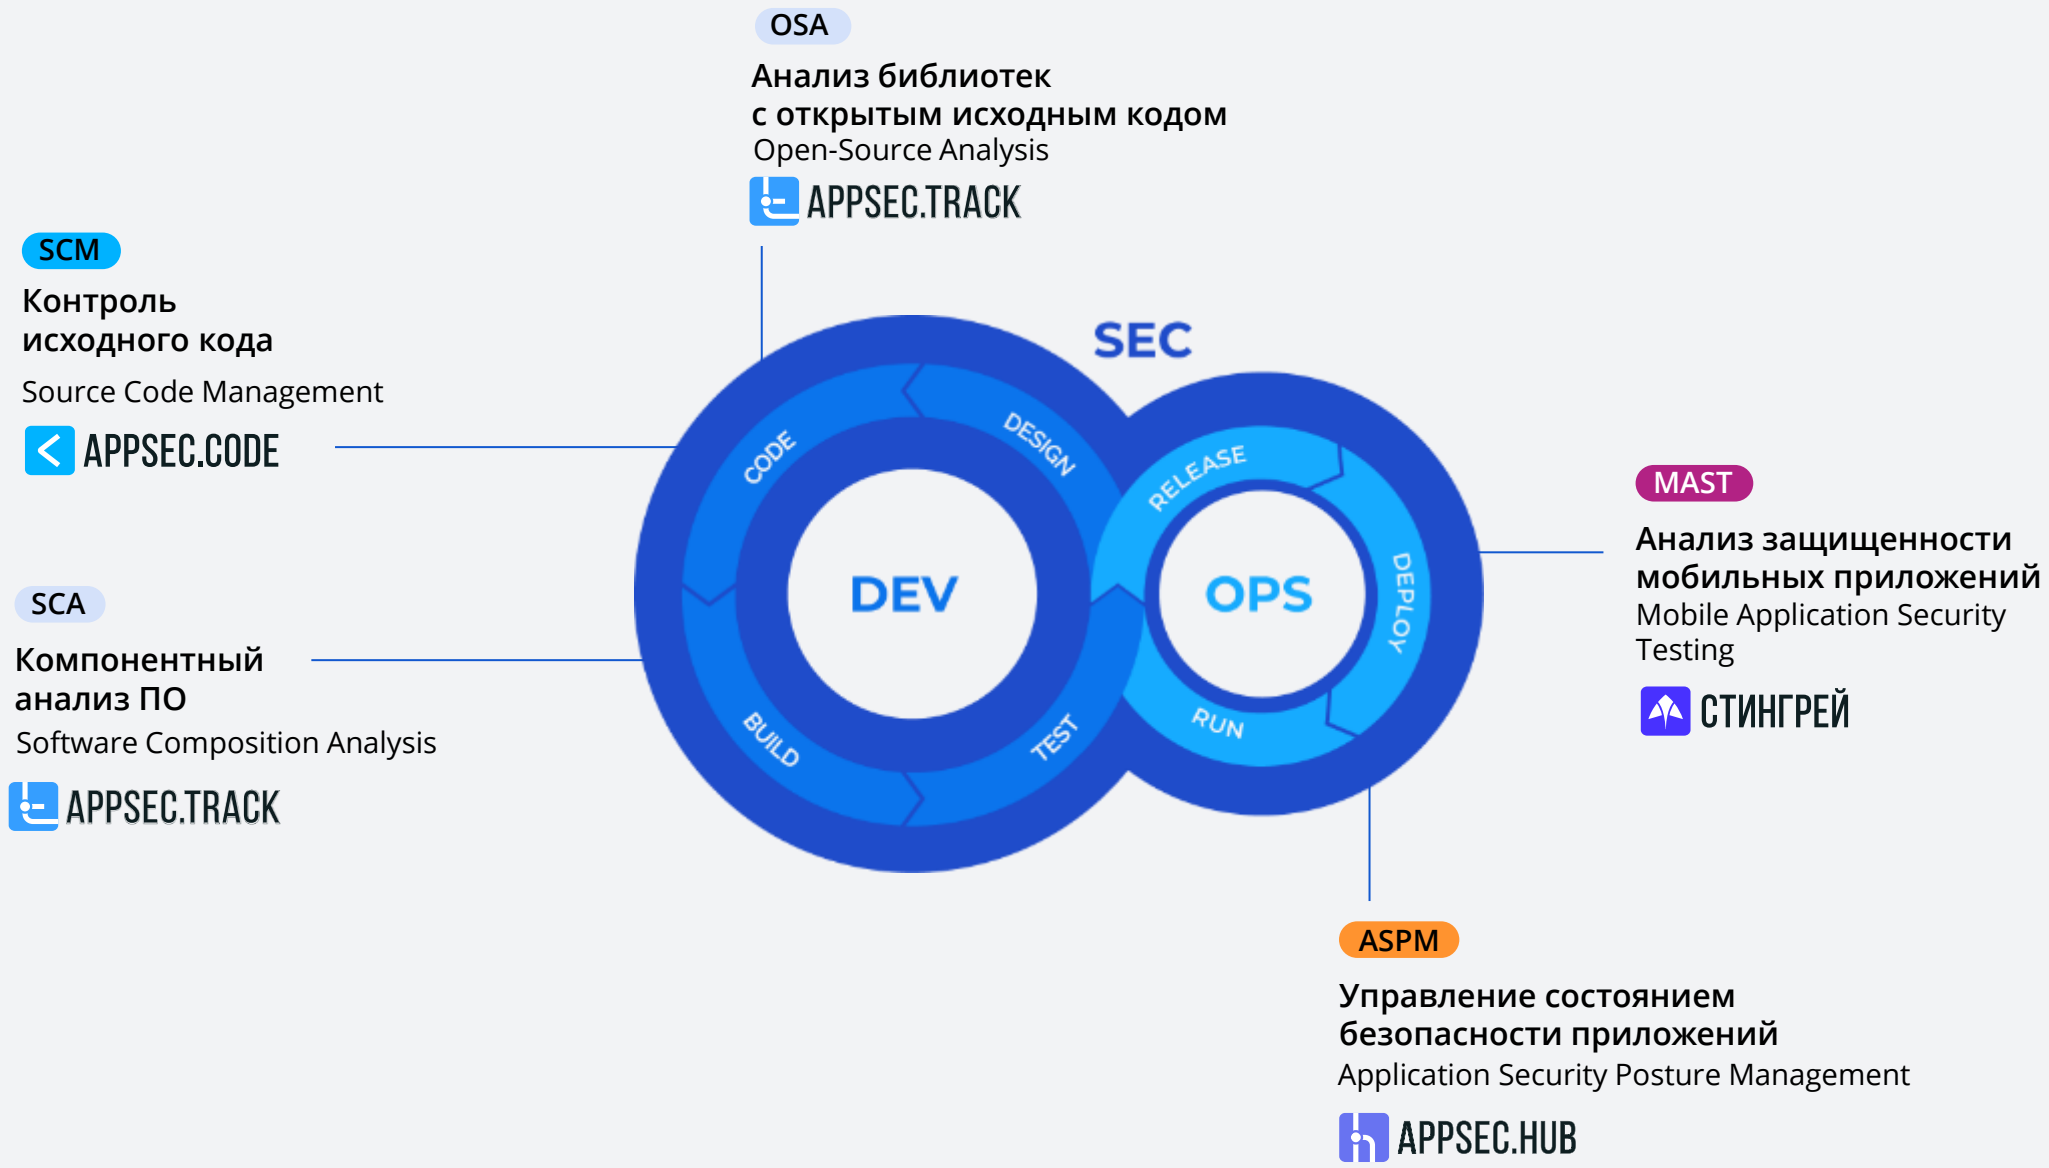 OSA
Анализ библиотек
с открытым исходным кодом
Open-Source Analysis
APPSEC.TRACK
SCM
Контроль
исходного кода
Source Code Management
APPSEC.CODE
SCA
Компонентный
анализ ПО
Software Composition Analysis
APPSEC.TRACK
SEC
DEV
DESIGN
CODE
BUILD
TEST
OPS
RELEASE
DEPLOY
RUN
MAST
Анализ защищенности
мобильных приложений
Mobile Application Security
Testing
СТИНГРЕЙ
ASPM
Управление состоянием
безопасности приложений
Application Security Posture Management
APPSEC.HUB